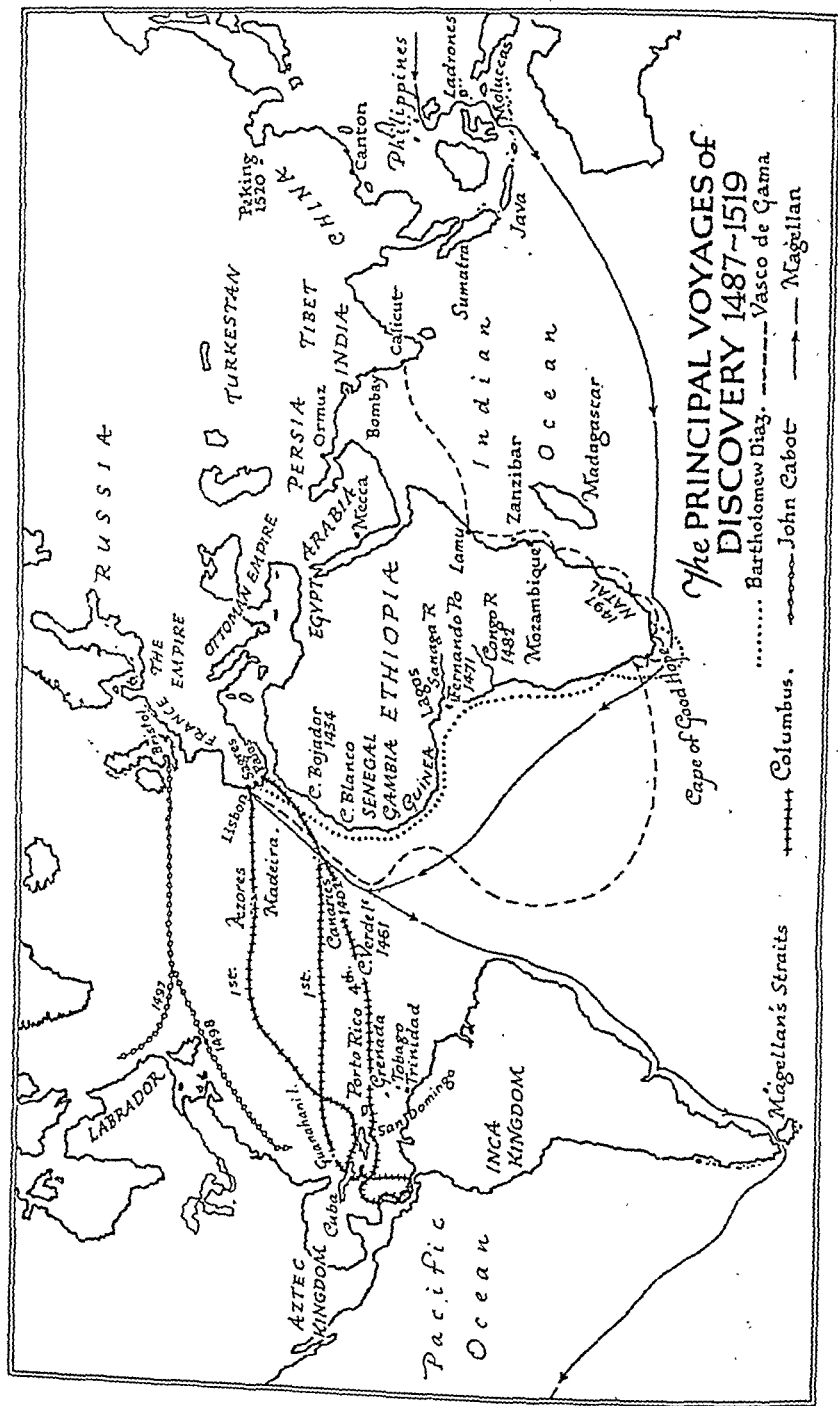 RUSSIA
LABRADOR
1497
1498
Bristol
THE
EMPIRE
FRANCE
OTTOMAN EMPIRE
TURKESTAN
Peking
1520
CHINA
Canton
TIBET
PERSIA
Ormuz
INDIA
Bombay
Calicut
ARABIA
Mecca
EGYPT
Lisbon
Sagres
Palos
Azores
Madeira.
1st.
1st.
Canaries
1402
4th.
C. Verde Is
1461
C. Bojador
1434
C. Blanco
SENEGAL
GAMBIA
ETHIOPIA
GUINEA
Lagos
Sanaga R
Fernando Po
1471
Congo R
1482
Lamu
Zanzibar
Mozambique
Madagascar
1497
NATAL
Cape of Good Hope
Indian
Ocean
Sumatra
Java
Philippines
Ladrones
Moluccas
AZTEC
KINGDOM
Cuba
Guanahani I.
Porto Rico
Grenada
Tobago
Trinidad
San Domingo
INCA
KINGDOM
Pacific
Ocean
Magellan's Straits
The PRINCIPAL VOYAGES of
DISCOVERY 1487~1519
Bartholomew Diaz. Vasco de Gama
Columbus. John Cabot Magellan